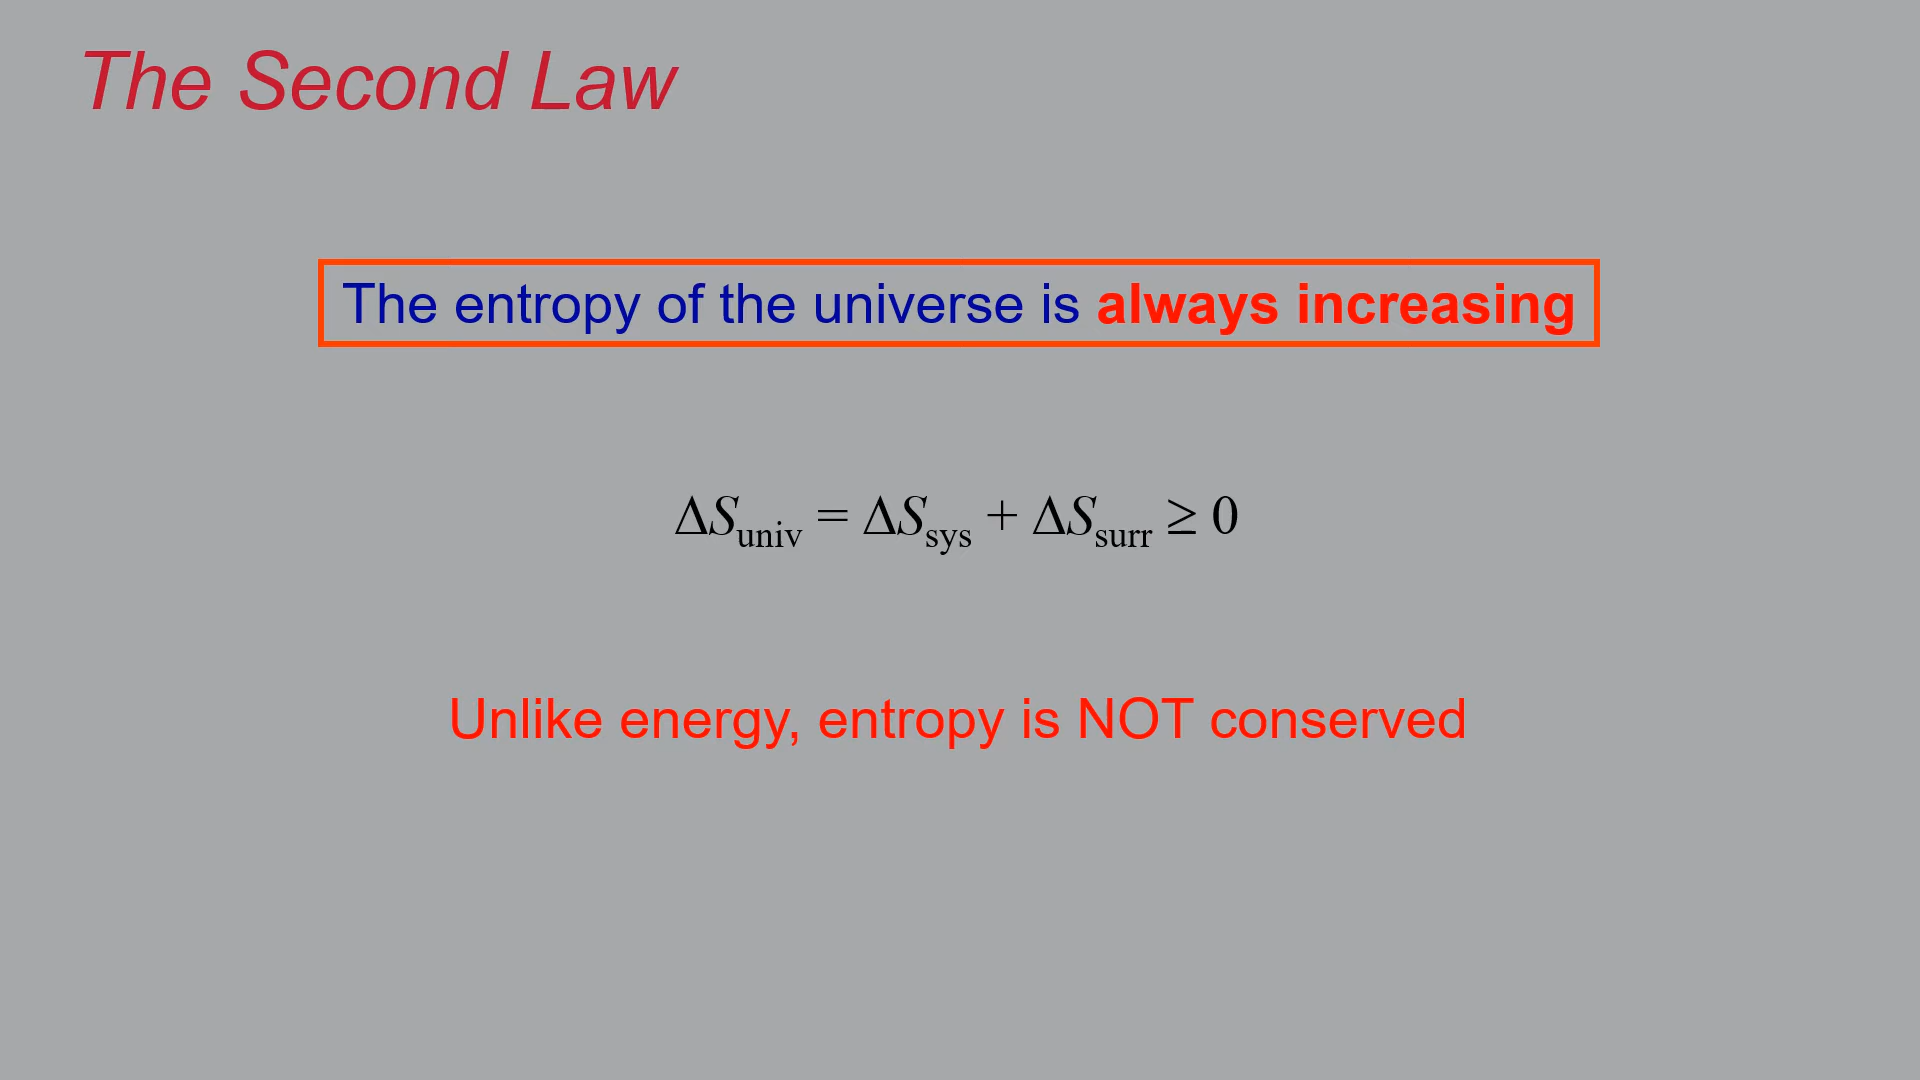 The Second Law
The entropy of the universe is always increasing
ΔS_univ = ΔS_sys + ΔS_surr ≥ 0
Unlike energy, entropy is NOT conserved